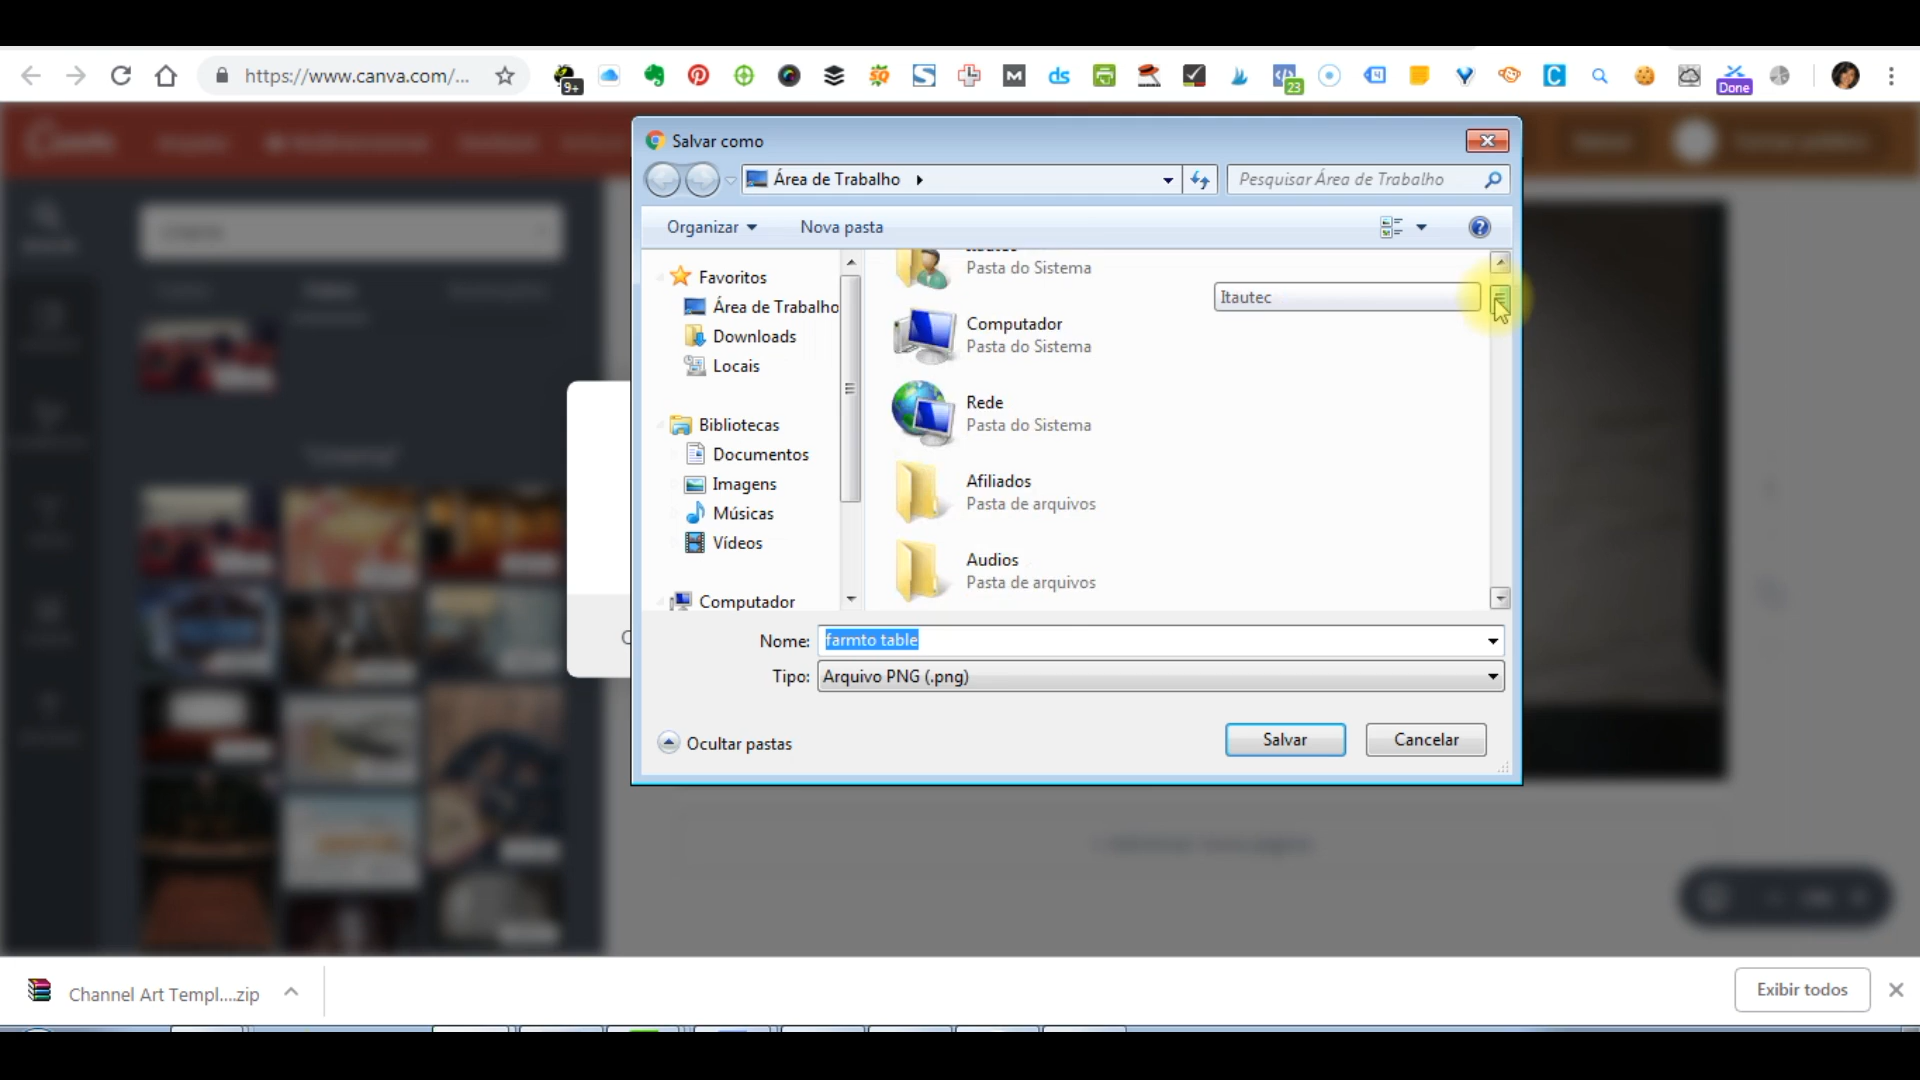 https://www.canva.com/...
9+
M
ds
23
C
Done
Salvar como
Área de Trabalho
Pesquisar Área de Trabalho
Organizar
Nova pasta
Favoritos
Área de Trabalho
Downloads
Locais
Bibliotecas
Documentos
Imagens
Músicas
Vídeos
Computador
Pasta do Sistema
Itautec
Computador
Pasta do Sistema
Rede
Pasta do Sistema
Afiliados
Pasta de arquivos
Audios
Pasta de arquivos
Nome: farmto table
Tipo: Arquivo PNG (.png)
Ocultar pastas
Salvar
Cancelar
Channel Art Templ....zip
Exibir todos